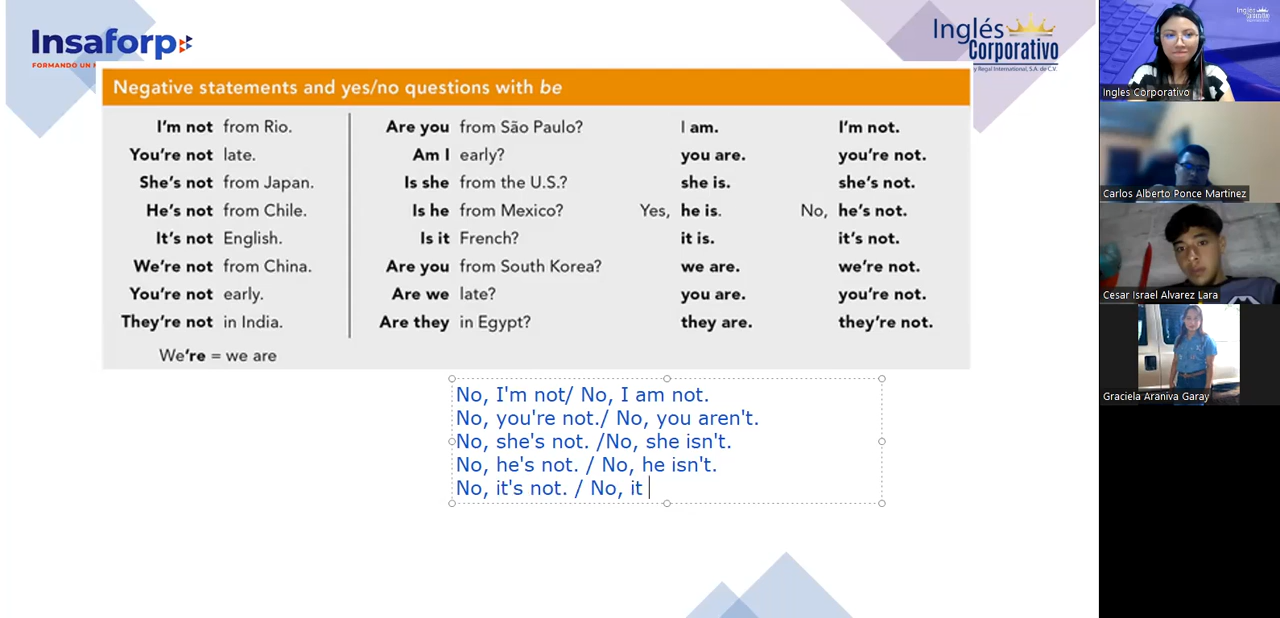 Insaforp
FORMANDO UN
Inglés
Corporativo
y Regal International, S.A. de C.V.
Negative statements and yes/no questions with be
I'm not from Rio. Are you from São Paulo? I am. I'm not.
You're not late. Am I early? you are. you're not.
She's not from Japan. Is she from the U.S.? she is. she's not.
He's not from Chile. Is he from Mexico? Yes, he is. No, he's not.
It's not English. Is it French? it is. it's not.
We're not from China. Are you from South Korea? we are. we're not.
You're not early. Are we late? you are. you're not.
They're not in India. Are they in Egypt? they are. they're not.
We're = we are
No, I'm not/ No, I am not.
No, you're not./ No, you aren't.
No, she's not. /No, she isn't.
No, he's not. / No, he isn't.
No, it's not. / No, it
Inglés
Ingles Corporativo
Carlos Alberto Ponce Martinez
Cesar Israel Alvarez Lara
Graciela Araniva Garay